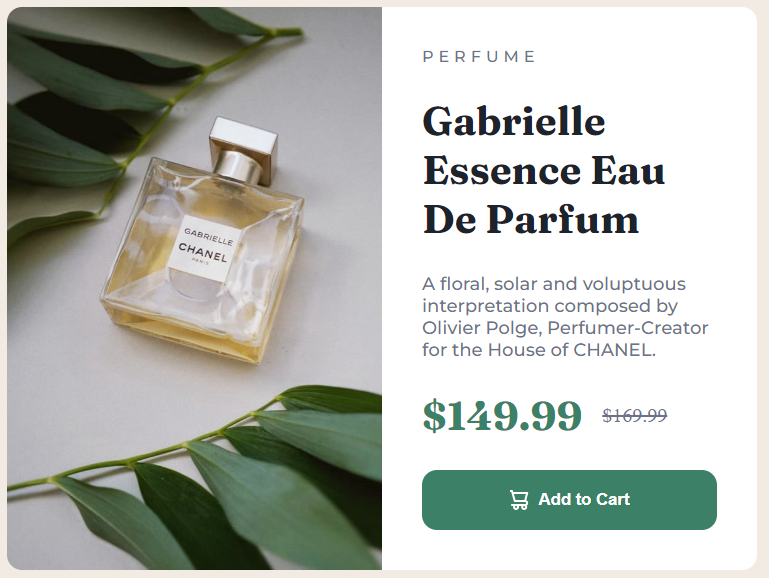 GABRIELLE
CHANEL
PARIS
PERFUME
Gabrielle
Essence Eau
De Parfum
A floral, solar and voluptuous
interpretation composed by
Olivier Polge, Perfumer-Creator
for the House of CHANEL.
$149.99 $169.99
Add to Cart